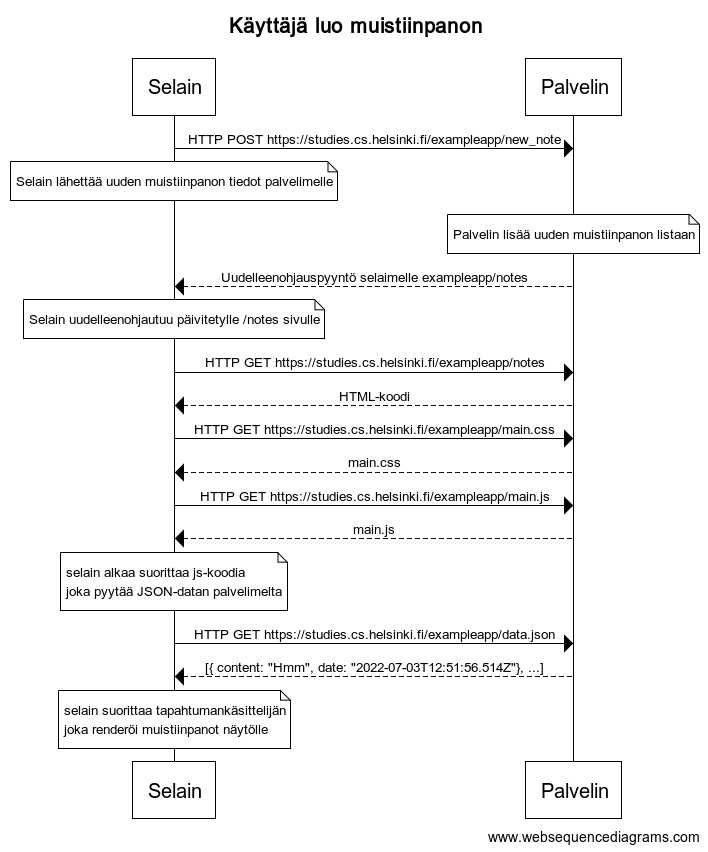 Käyttäjä luo muistiinpanon
Selain
Palvelin
HTTP POST https://studies.cs.helsinki.fi/exampleapp/new_note
Selain lähettää uuden muistiinpanon tiedot palvelimelle
Palvelin lisää uuden muistiinpanon listaan
Uudelleenohjauspyyntö selaimelle exampleapp/notes
Selain uudelleenohjautuu päivitetylle /notes sivulle
HTTP GET https://studies.cs.helsinki.fi/exampleapp/notes
HTML-koodi
HTTP GET https://studies.cs.helsinki.fi/exampleapp/main.css
main.css
HTTP GET https://studies.cs.helsinki.fi/exampleapp/main.js
main.js
selain alkaa suorittaa js-koodia
joka pyytää JSON-datan palvelimelta
HTTP GET https://studies.cs.helsinki.fi/exampleapp/data.json
[{ content: "Hmm", date: "2022-07-03T12:51:56.514Z"}, ...]
selain suorittaa tapahtumankäsittelijän
joka renderöi muistiinpanot näytölle
Selain
Palvelin
www.websequencediagrams.com